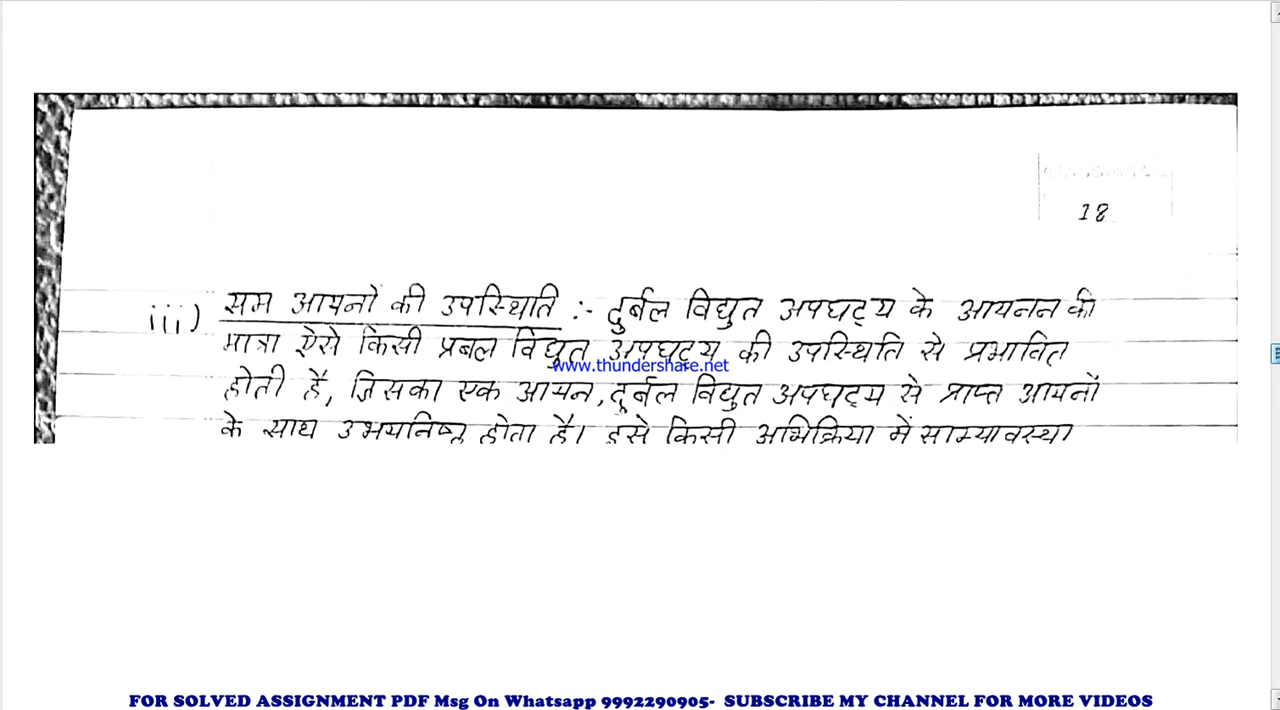 18
iii) सम आयनों की उपस्थिति :- दुर्बल विद्युत अपघट्य के आयनन की
मात्रा ऐसे किसी प्रबल विद्युत अपघट्य की उपस्थिति से प्रभावित
www.thundershare.net
होती है, जिसका एक आयन, दुर्बल विद्युत अपघट्य से प्राप्त आयनों
के साथ उभयनिष्ठ होता है। इसे किसी अभिक्रिया में साम्यावस्था
FOR SOLVED ASSIGNMENT PDF Msg On Whatsapp 9992290905- SUBSCRIBE MY CHANNEL FOR MORE VIDEOS